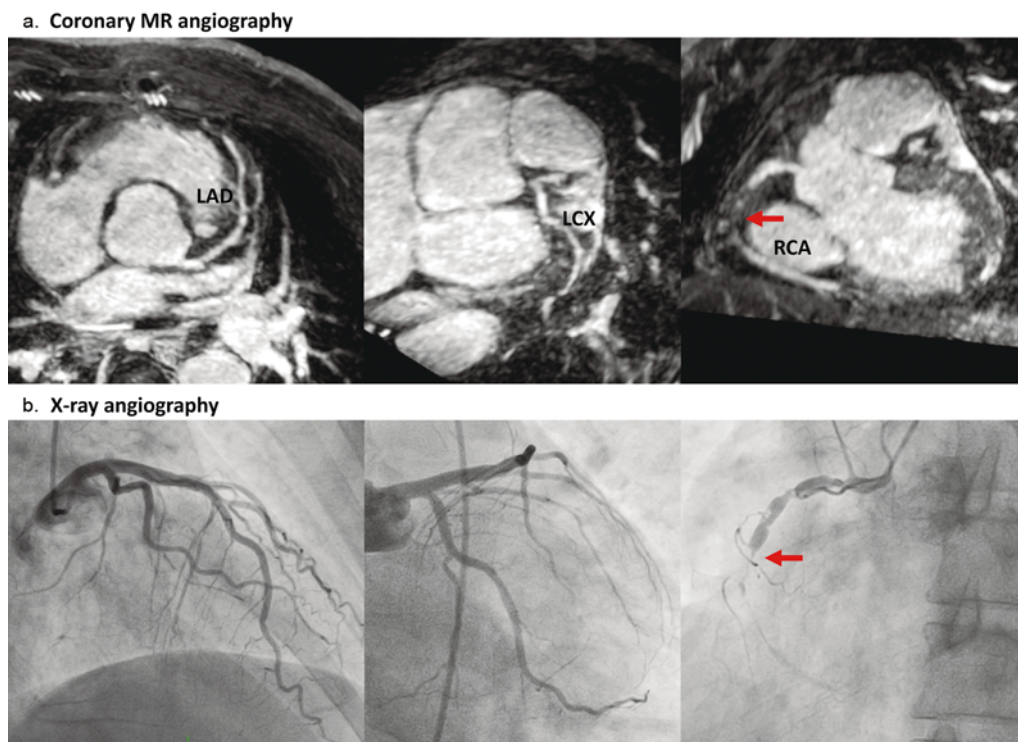 a. Coronary MR angiography
LAD
LCX
RCA
b. X-ray angiography